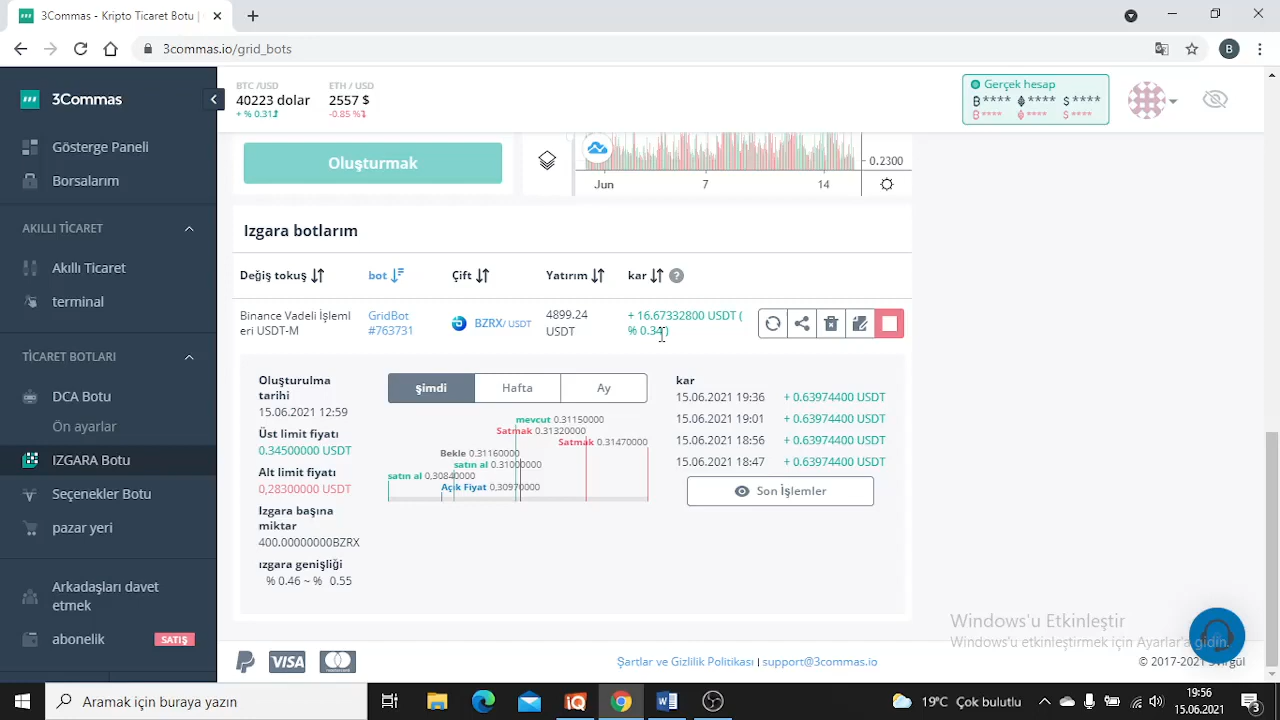 3Commas - Kripto Ticaret Botu |
3commas.io/grid_bots
B
3Commas
BTC /USD
40223 dolar
+ % 0.31
ETH / USD
2557 $
-0.85 %
Gerçek hesap
**** **** $****
**** **** $****
Gösterge Paneli
Borsalarım
AKILLI TİCARET
Akıllı Ticaret
terminal
TİCARET BOTLARI
DCA Botu
Ön ayarlar
IZGARA Botu
Seçenekler Botu
pazar yeri
Arkadaşları davet
etmek
abonelik
SATIŞ
Oluşturmak
0.2300
Jun 7 14
Izgara botlarım
Değiş tokuş bot Çift Yatırım kar ?
Binance Vadeli İşleml
eri USDT-M
GridBot
#763731
BZRX/ USDT
4899.24
USDT
+ 16.67332800 USDT (
% 0.34)
Oluşturulma
tarihi
15.06.2021 12:59
Üst limit fiyatı
0.34500000 USDT
Alt limit fiyatı
0,28300000 USDT
Izgara başına
miktar
400.00000000BZRX
ızgara genişliği
% 0.46 ~ % 0.55
şimdi Hafta Ay
mevcut 0.31150000
Satmak 0.31320000
Satmak 0.31470000
Bekle 0.31160000
satın al 0.31000000
satın al 0,30840000
Açık Fiyat 0,30970000
kar
15.06.2021 19:36 + 0.63974400 USDT
15.06.2021 19:01 + 0.63974400 USDT
15.06.2021 18:56 + 0.63974400 USDT
15.06.2021 18:47 + 0.63974400 USDT
Son İşlemler
Windows'u Etkinleştir
Windows'u etkinleştirmek için Ayarlar'a gidin.
PayPal VISA
Şartlar ve Gizlilik Politikası | support@3commas.io
Aramak için buraya yazın
19°C Çok bulutlu
19:56
15.06.2021
3